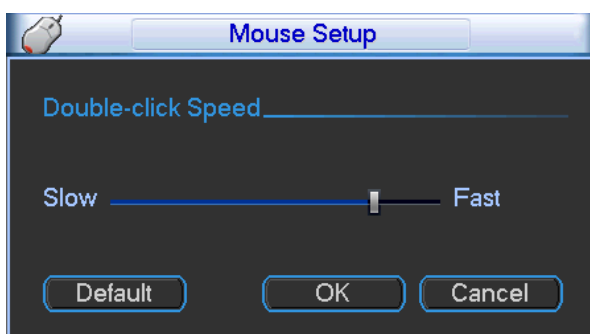 Mouse Setup
Double-click Speed
Slow Fast
Default OK Cancel